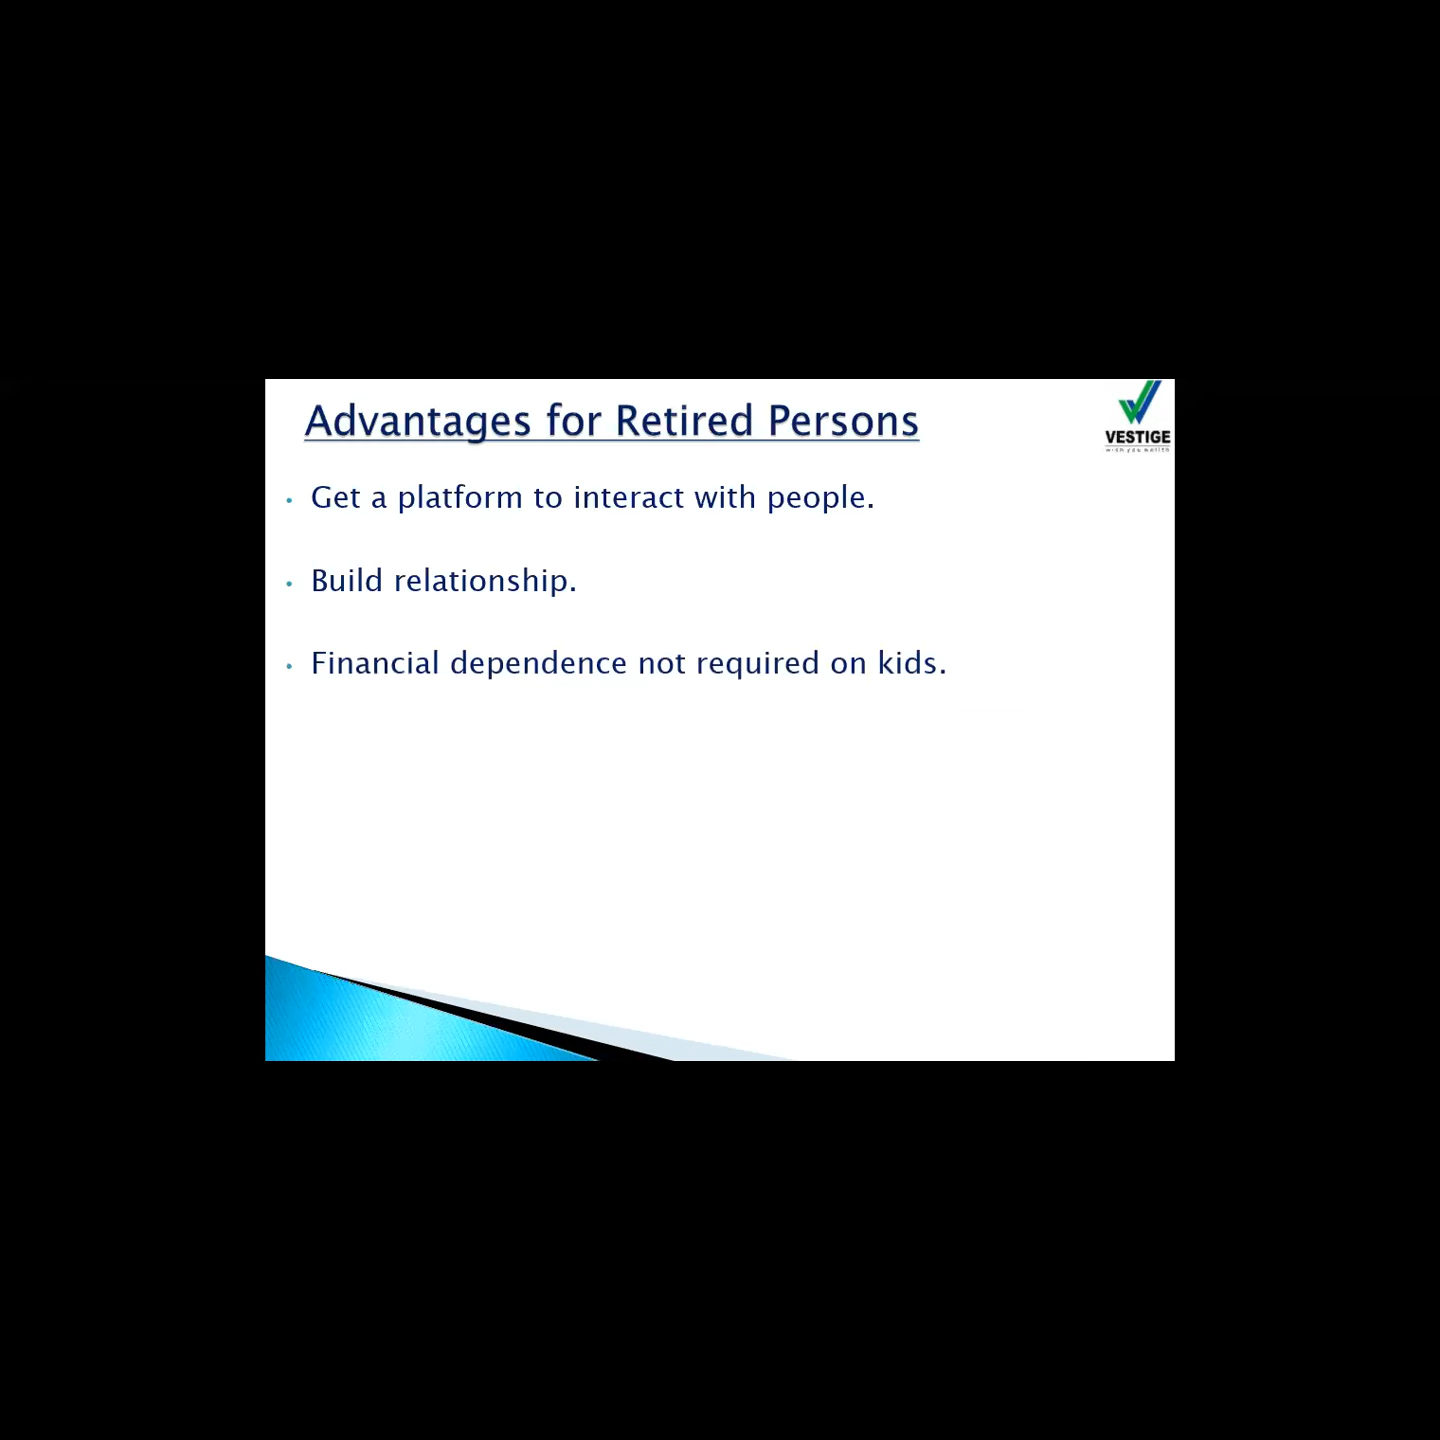 Advantages for Retired Persons
VESTIGE
• Get a platform to interact with people.
• Build relationship.
• Financial dependence not required on kids.